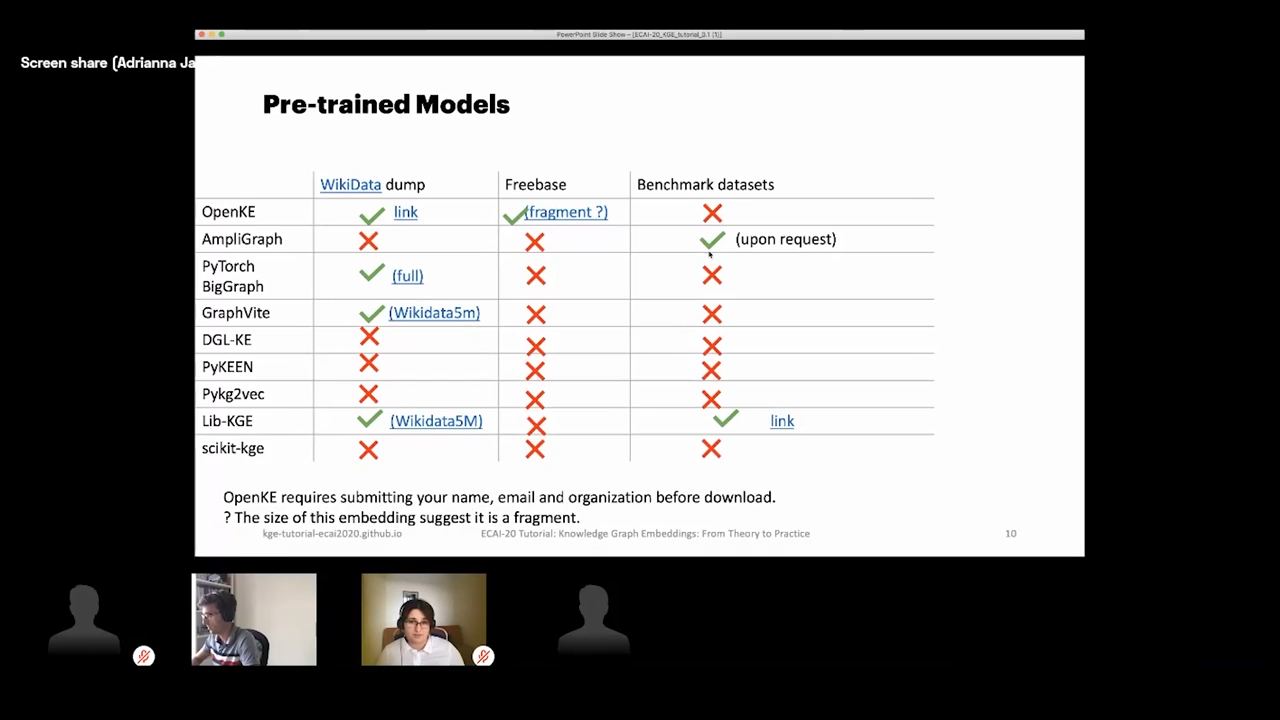 PowerPoint Slide Show - [ECAI-20_KGE_tutorial_3.1 [1]]
Screen share (Adrianna Ja
Pre-trained Models
WikiData dump Freebase Benchmark datasets
OpenKE link (fragment ?)
AmpliGraph (upon request)
PyTorch
BigGraph (full)
GraphVite (Wikidata5m)
DGL-KE
PyKEEN
Pykg2vec
Lib-KGE (Wikidata5M) link
scikit-kge
OpenKE requires submitting your name, email and organization before download.
? The size of this embedding suggest it is a fragment.
kge-tutorial-ecai2020.github.io ECAI-20 Tutorial: Knowledge Graph Embeddings: From Theory to Practice 10